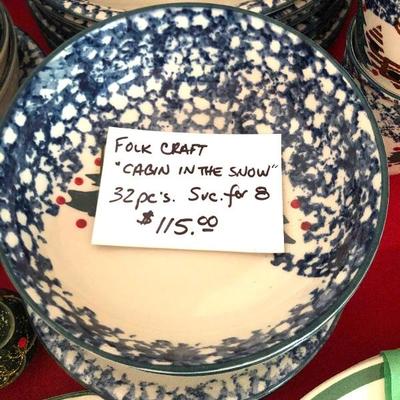 FOLK CRAFT
"CABIN IN THE SNOW"
32 pc's. Svc. for 8
$115.00